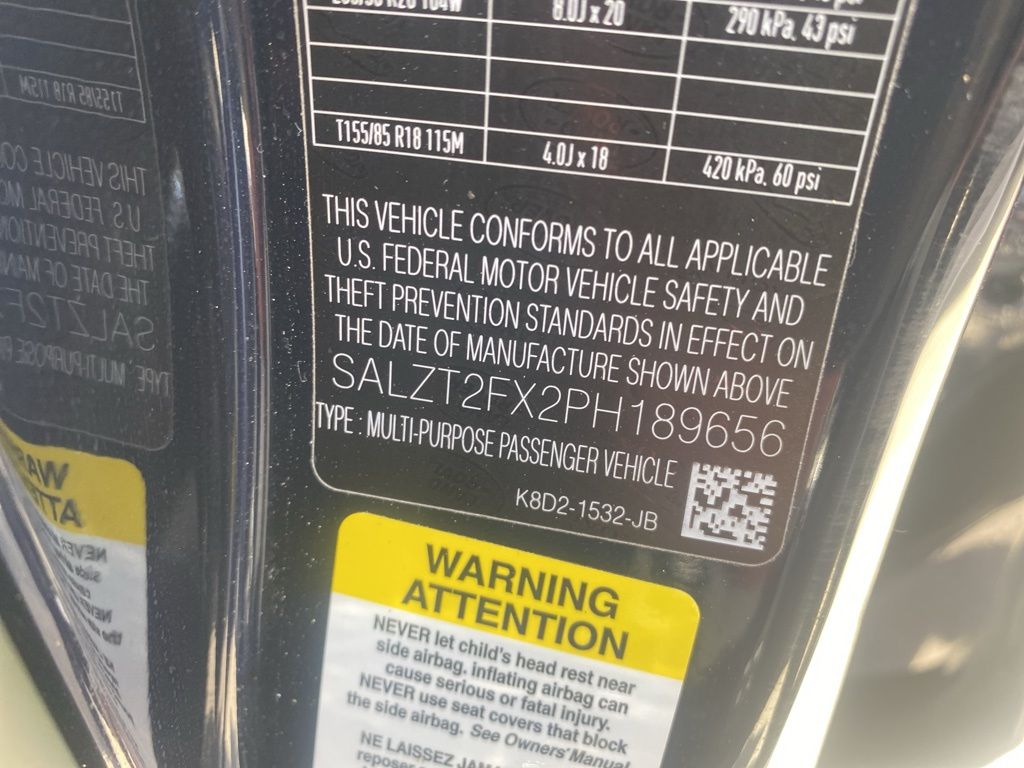 8.0J x 20
290 kPa, 43 psi
T155/85 R18 115M
4.0J x 18
420 kPa, 60 psi
THIS VEHICLE CONFORMS TO ALL APPLICABLE
U.S. FEDERAL MOTOR VEHICLE SAFETY AND
THEFT PREVENTION STANDARDS IN EFFECT ON
THE DATE OF MANUFACTURE SHOWN ABOVE
SALZT2FX2PH189656
TYPE : MULTI-PURPOSE PASSENGER VEHICLE
K8D2-1532-JB
WARNING
ATTENTION
NEVER let child's head rest near
side airbag. Inflating airbag can
cause serious or fatal injury.
NEVER use seat covers that block
the side airbag. See Owners' Manual
NE LAISSEZ